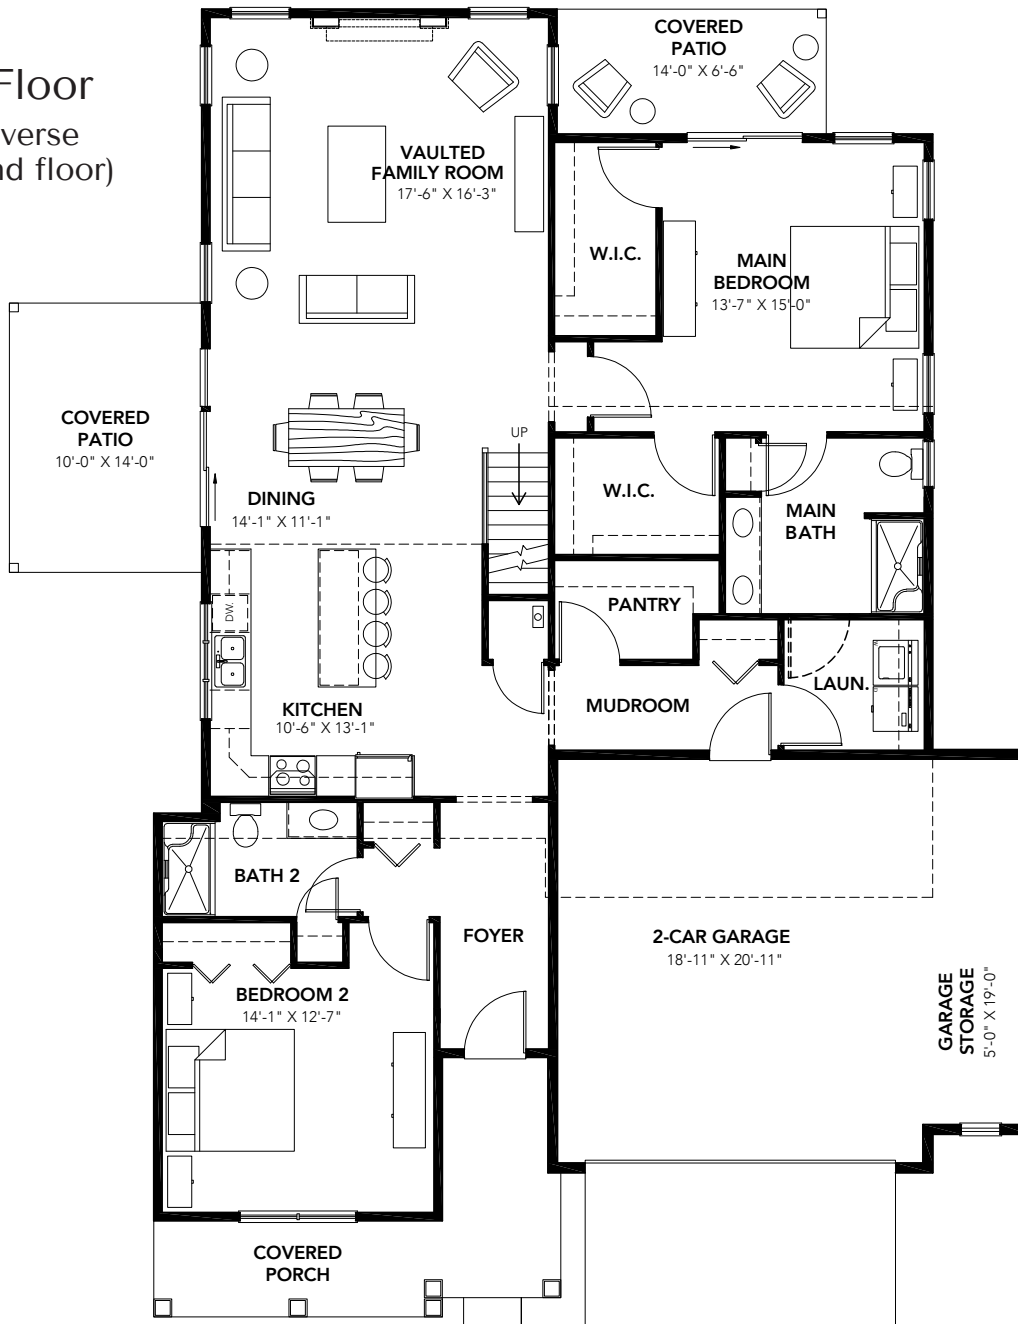 Floor
verse
nd floor)
COVERED
PATIO
14'-0" X 6'-6"
VAULTED
FAMILY ROOM
17'-6" X 16'-3"
W.I.C.
MAIN
BEDROOM
13'-7" X 15'-0"
COVERED
PATIO
10'-0" X 14'-0"
UP
DINING
14'-1" X 11'-1"
W.I.C.
MAIN
BATH
DW.
PANTRY
LAUN.
KITCHEN
10'-6" X 13'-1"
MUDROOM
BATH 2
FOYER
2-CAR GARAGE
18'-11" X 20'-11"
GARAGE
STORAGE
5'-0" X 19'-0"
BEDROOM 2
14'-1" X 12'-7"
COVERED
PORCH